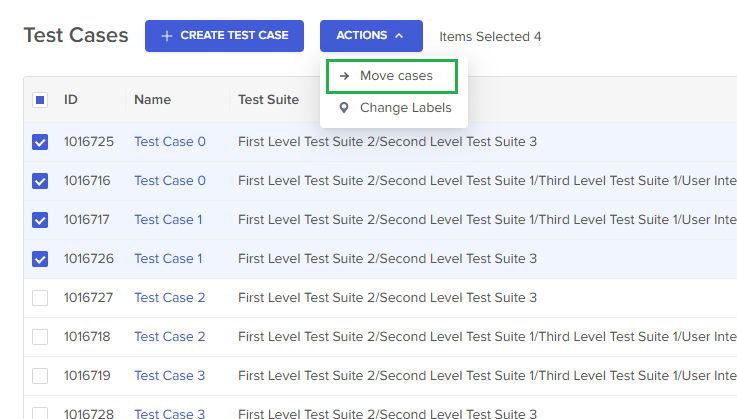 Test Cases + CREATE TEST CASE ACTIONS Items Selected 4
Move cases
Change Labels
ID Name Test Suite
1016725 Test Case 0 First Level Test Suite 2/Second Level Test Suite 3
1016716 Test Case 0 First Level Test Suite 2/Second Level Test Suite 1/Third Level Test Suite 1/User Inte
1016717 Test Case 1 First Level Test Suite 2/Second Level Test Suite 1/Third Level Test Suite 1/User Inte
1016726 Test Case 1 First Level Test Suite 2/Second Level Test Suite 3
1016727 Test Case 2 First Level Test Suite 2/Second Level Test Suite 3
1016718 Test Case 2 First Level Test Suite 2/Second Level Test Suite 1/Third Level Test Suite 1/User Inte
1016719 Test Case 3 First Level Test Suite 2/Second Level Test Suite 1/Third Level Test Suite 1/User Inte
1016728 Test Case 3 First Level Test Suite 2/Second Level Test Suite 3